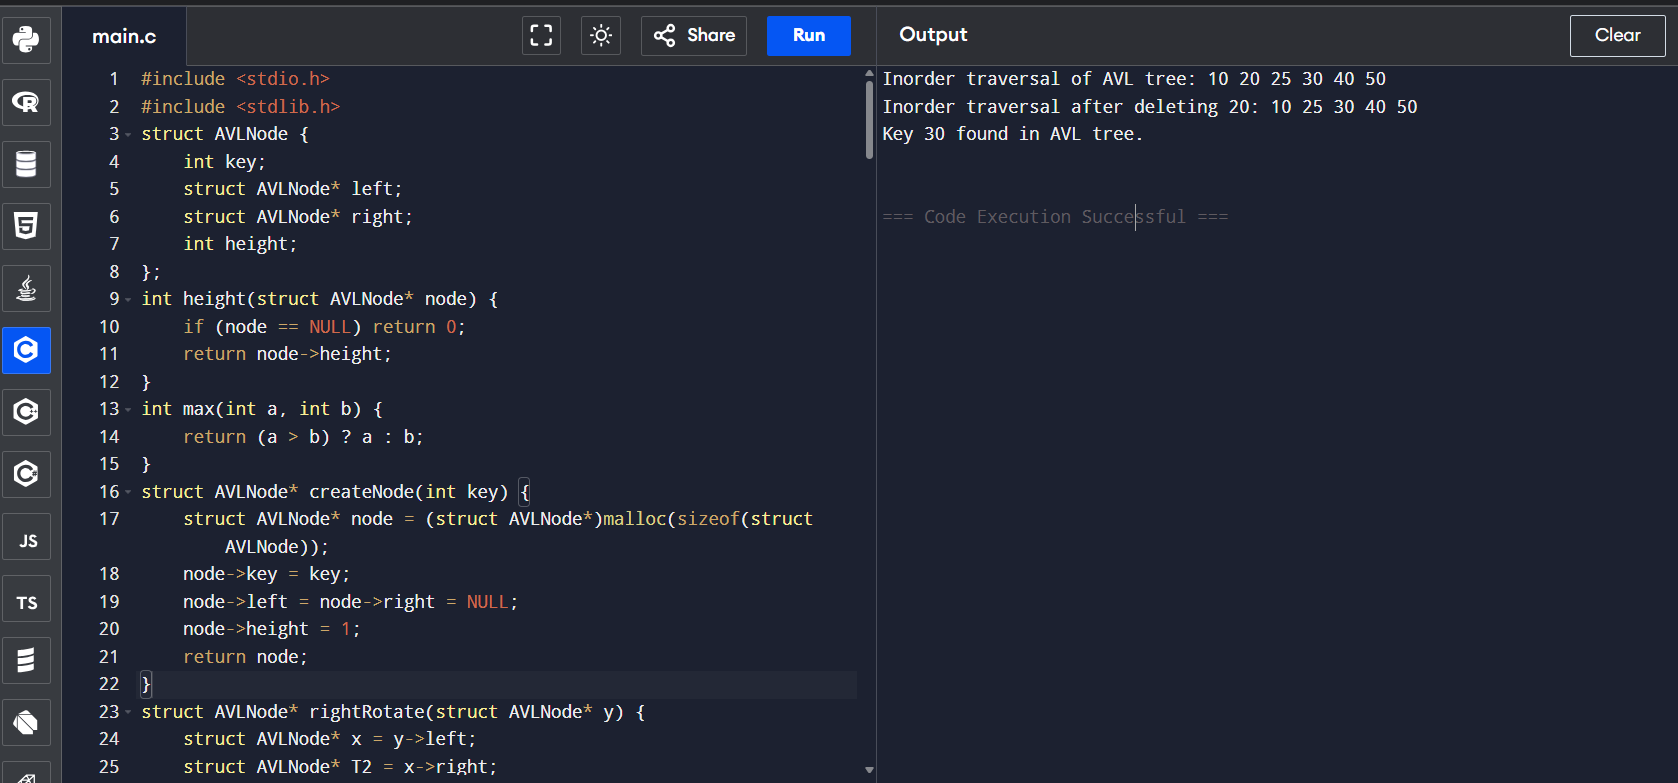 main.c
Share
Run
Output
Clear
1 #include <stdio.h>
2 #include <stdlib.h>
3 struct AVLNode {
4     int key;
5     struct AVLNode* left;
6     struct AVLNode* right;
7     int height;
8 };
9 int height(struct AVLNode* node) {
10     if (node == NULL) return 0;
11     return node->height;
12 }
13 int max(int a, int b) {
14     return (a > b) ? a : b;
15 }
16 struct AVLNode* createNode(int key) {
17     struct AVLNode* node = (struct AVLNode*)malloc(sizeof(struct
        AVLNode));
18     node->key = key;
19     node->left = node->right = NULL;
20     node->height = 1;
21     return node;
22 }
23 struct AVLNode* rightRotate(struct AVLNode* y) {
24     struct AVLNode* x = y->left;
25     struct AVLNode* T2 = x->right;
Inorder traversal of AVL tree: 10 20 25 30 40 50
Inorder traversal after deleting 20: 10 25 30 40 50
Key 30 found in AVL tree.
=== Code Execution Successful ===
R
5
C
C++
C#
JS
TS